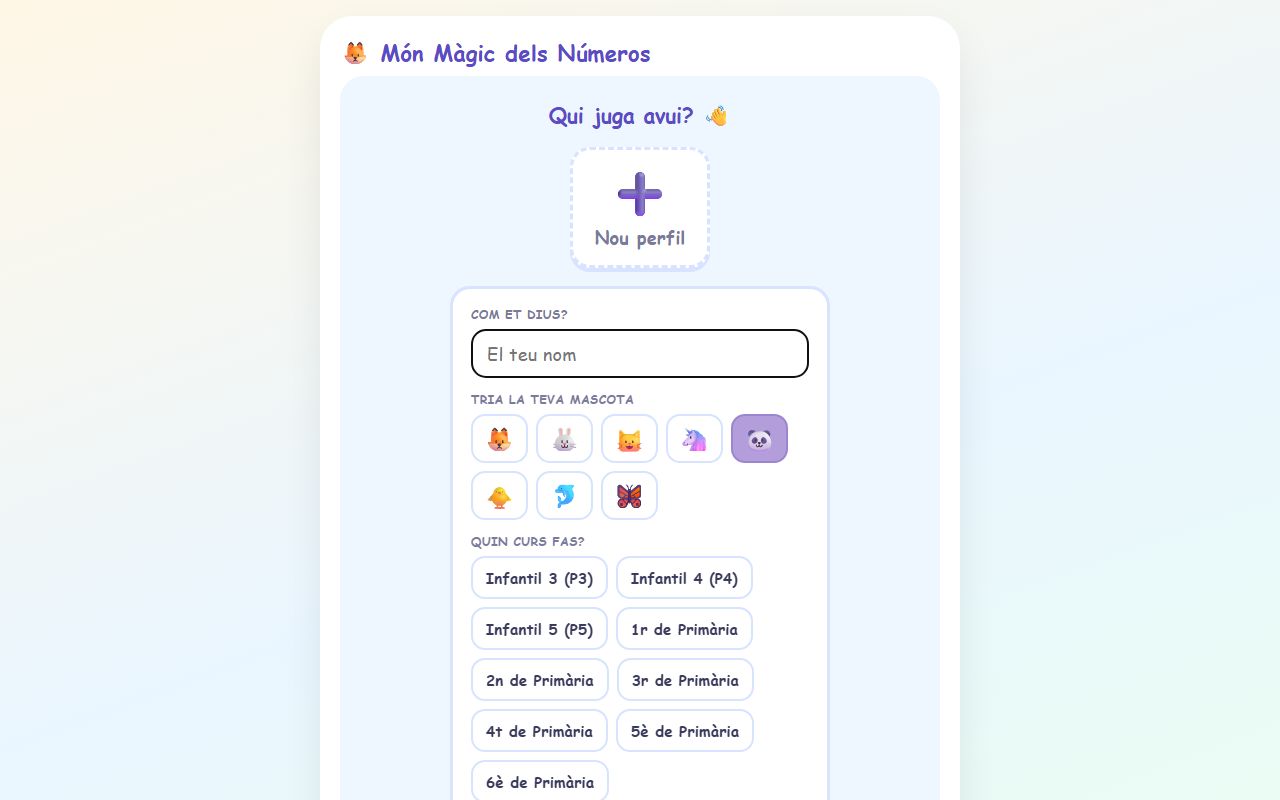 Món Màgic dels Números
Qui juga avui?
Nou perfil
COM ET DIUS?
El teu nom
TRIA LA TEVA MASCOTA
QUIN CURS FAS?
Infantil 3 (P3)
Infantil 4 (P4)
Infantil 5 (P5)
1r de Primària
2n de Primària
3r de Primària
4t de Primària
5è de Primària
6è de Primària